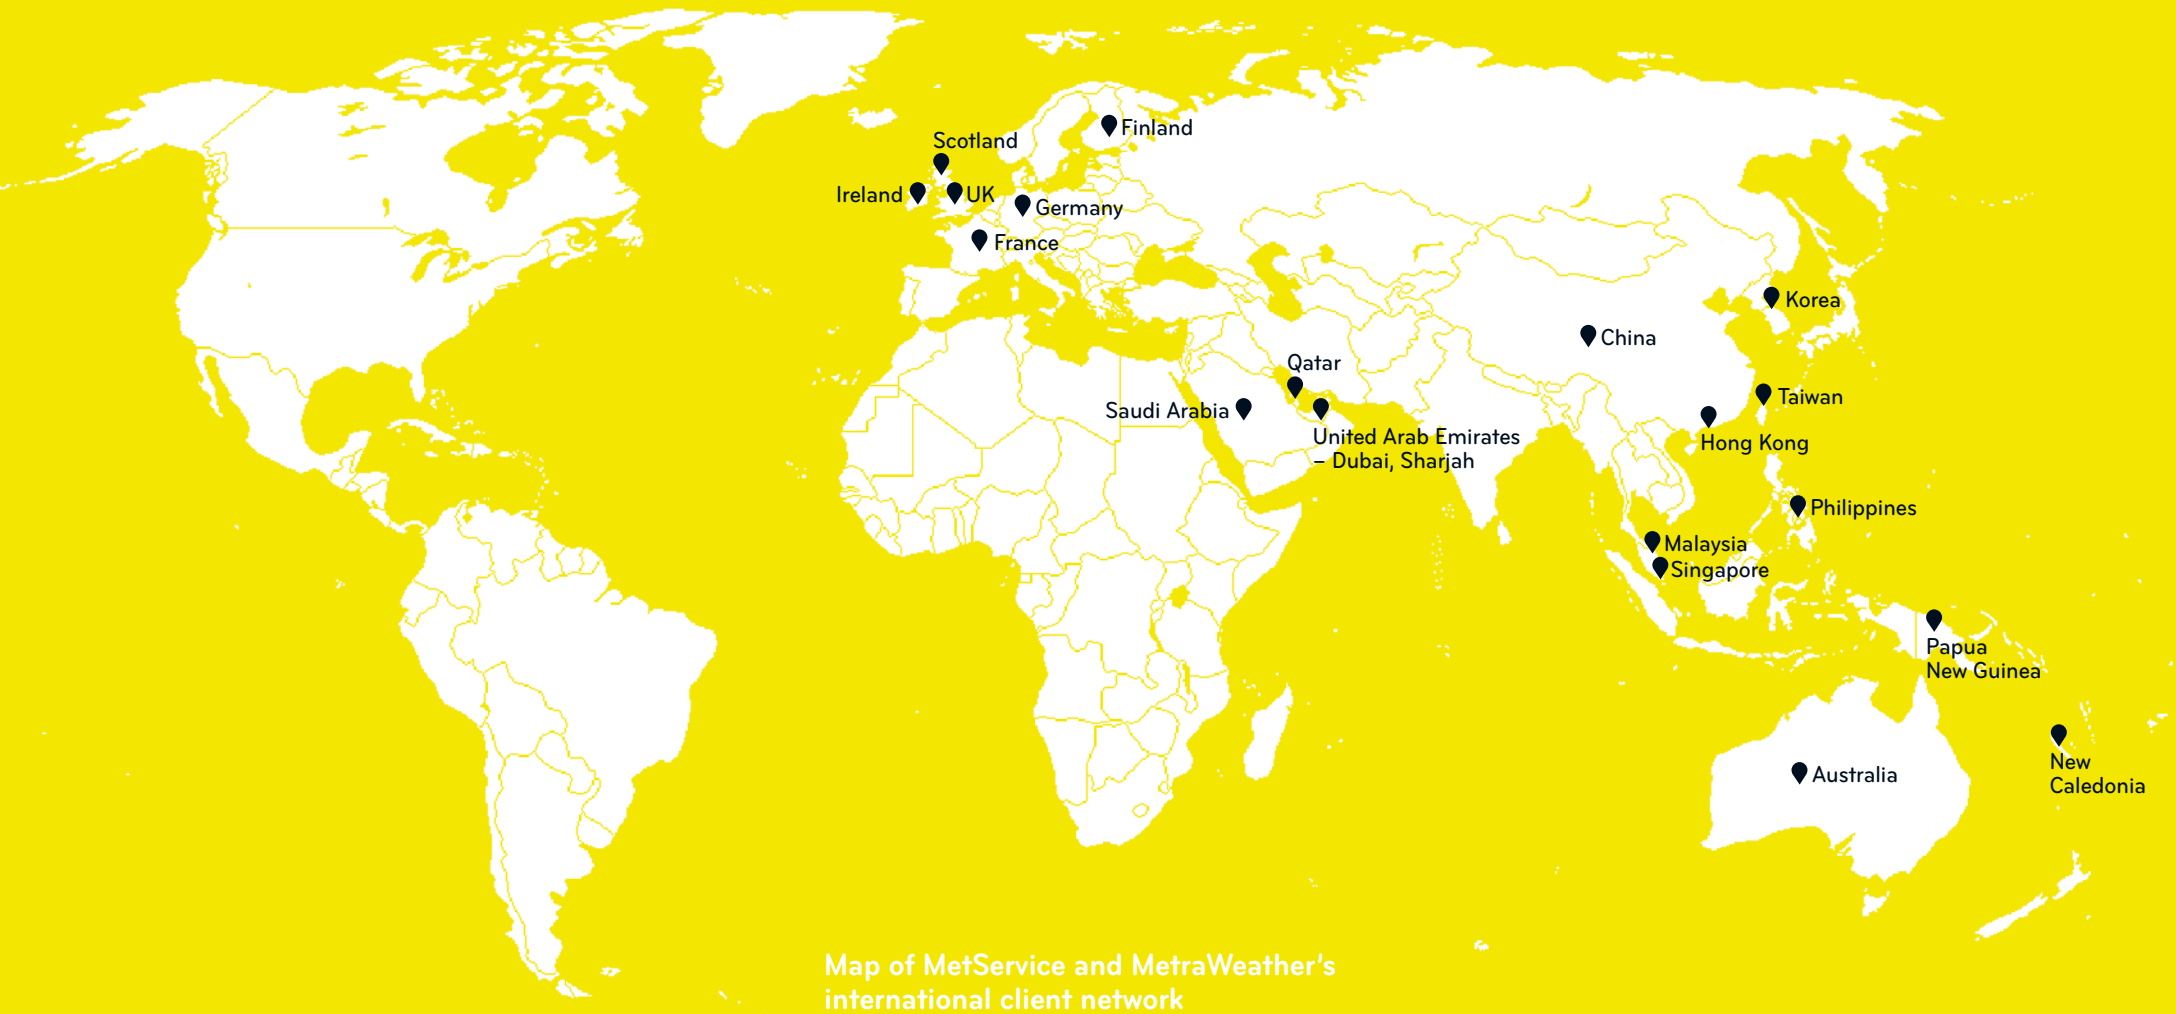 Finland
Scotland
Ireland
UK
Germany
France
Korea
China
Qatar
Saudi Arabia
Taiwan
United Arab Emirates
– Dubai, Sharjah
Hong Kong
Philippines
Malaysia
Singapore
Papua
New Guinea
New
Caledonia
Australia
Map of MetService and MetraWeather's
international client network